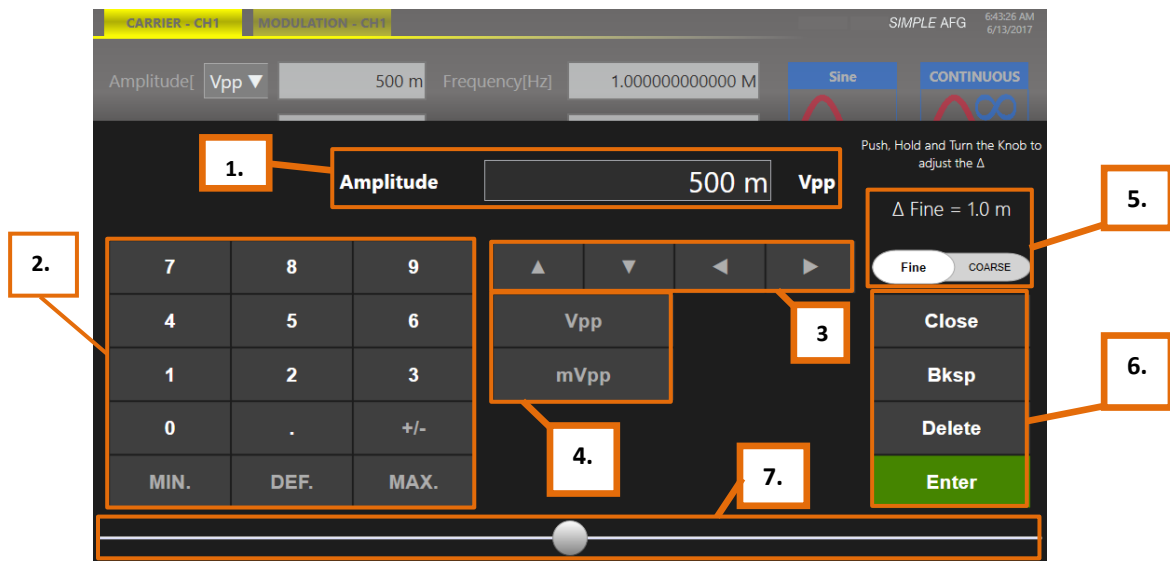 CARRIER - CH1 MODULATION - CH1 SIMPLE AFG 6:43:26 AM
6/13/2017
Amplitude[ Vpp ▼ 500 m Frequency[Hz] 1.000000000000 M Sine CONTINUOUS
Push, Hold and Turn the Knob to
adjust the Δ
1.
Amplitude 500 m Vpp
Δ Fine = 1.0 m
5.
2.
7 8 9 ▲ ▼ ◀ ▶ Fine COARSE
4 5 6 Vpp 3 Close
1 2 3 mVpp Bksp 6.
0 . +/- 4. Delete
MIN. DEF. MAX. 7. Enter